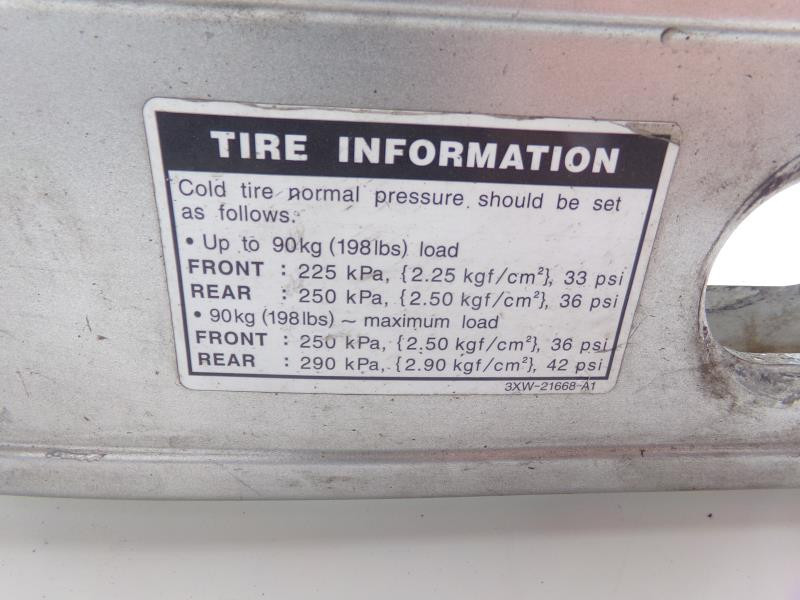 TIRE INFORMATION
Cold tire normal pressure should be set
as follows.
• Up to 90kg (198lbs) load
FRONT : 225 kPa, {2.25 kgf/cm²}, 33 psi
REAR : 250 kPa, {2.50 kgf/cm²}, 36 psi
• 90kg (198lbs) ~ maximum load
FRONT : 250 kPa, {2.50 kgf/cm²}, 36 psi
REAR : 290 kPa, {2.90 kgf/cm²}, 42 psi
3XW-21668-A1